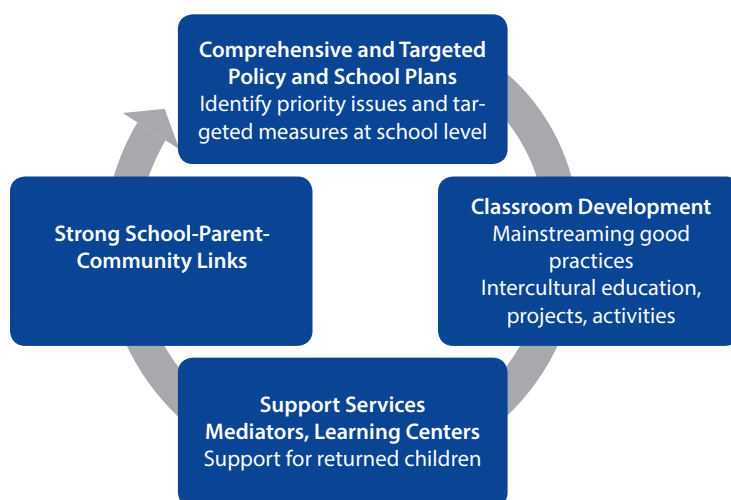 Comprehensive and Targeted
Policy and School Plans
Identify priority issues and tar-
geted measures at school level
Classroom Development
Mainstreaming good
practices
Intercultural education,
projects, activities
Support Services
Mediators, Learning Centers
Support for returned children
Strong School-Parent-
Community Links